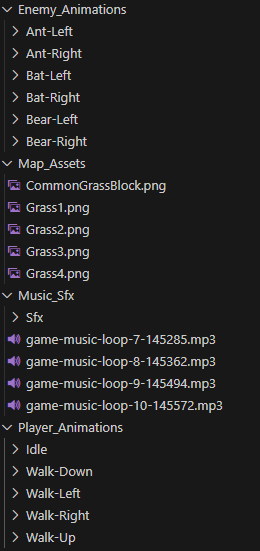 Enemy_Animations
Ant-Left
Ant-Right
Bat-Left
Bat-Right
Bear-Left
Bear-Right
Map_Assets
CommonGrassBlock.png
Grass1.png
Grass2.png
Grass3.png
Grass4.png
Music_Sfx
Sfx
game-music-loop-7-145285.mp3
game-music-loop-8-145362.mp3
game-music-loop-9-145494.mp3
game-music-loop-10-145572.mp3
Player_Animations
Idle
Walk-Down
Walk-Left
Walk-Right
Walk-Up